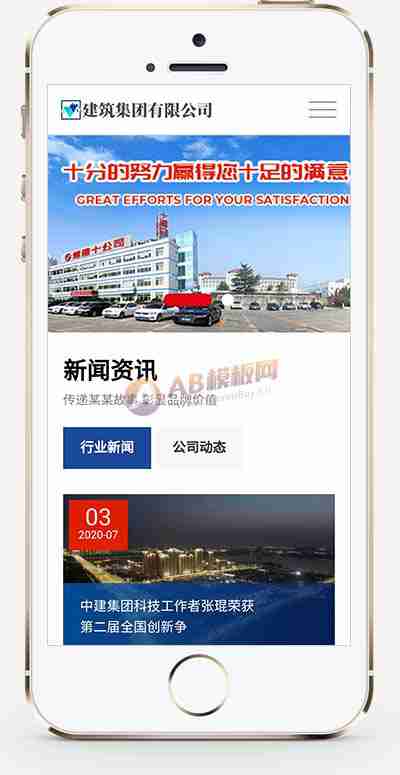 建筑集团有限公司
十分的努力赢得您十足的满意
GREAT EFFORTS FOR YOUR SATISFACTION
新闻资讯
AB模板网
传递某某故事 彰显品牌价值
行业新闻
公司动态
03
2020-07
中建集团科技工作者张琨荣获
第二届全国创新争